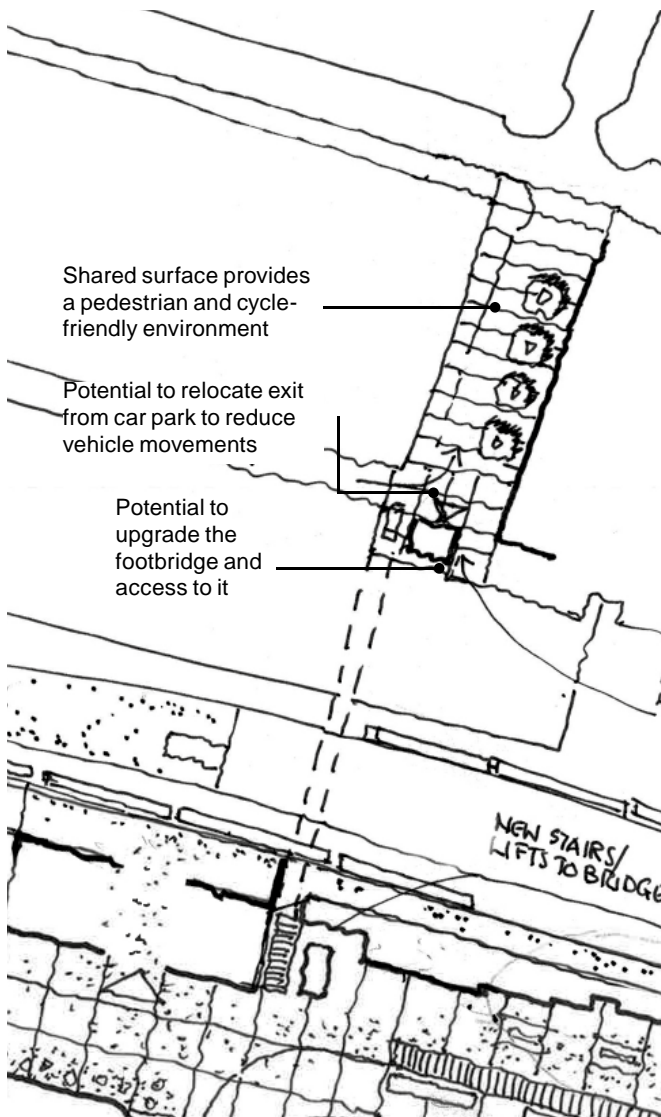 Shared surface provides
a pedestrian and cycle-
friendly environment
Potential to relocate exit
from car park to reduce
vehicle movements
Potential to
upgrade the
footbridge and
access to it
NEW STAIRS/
LIFTS TO BRIDGE